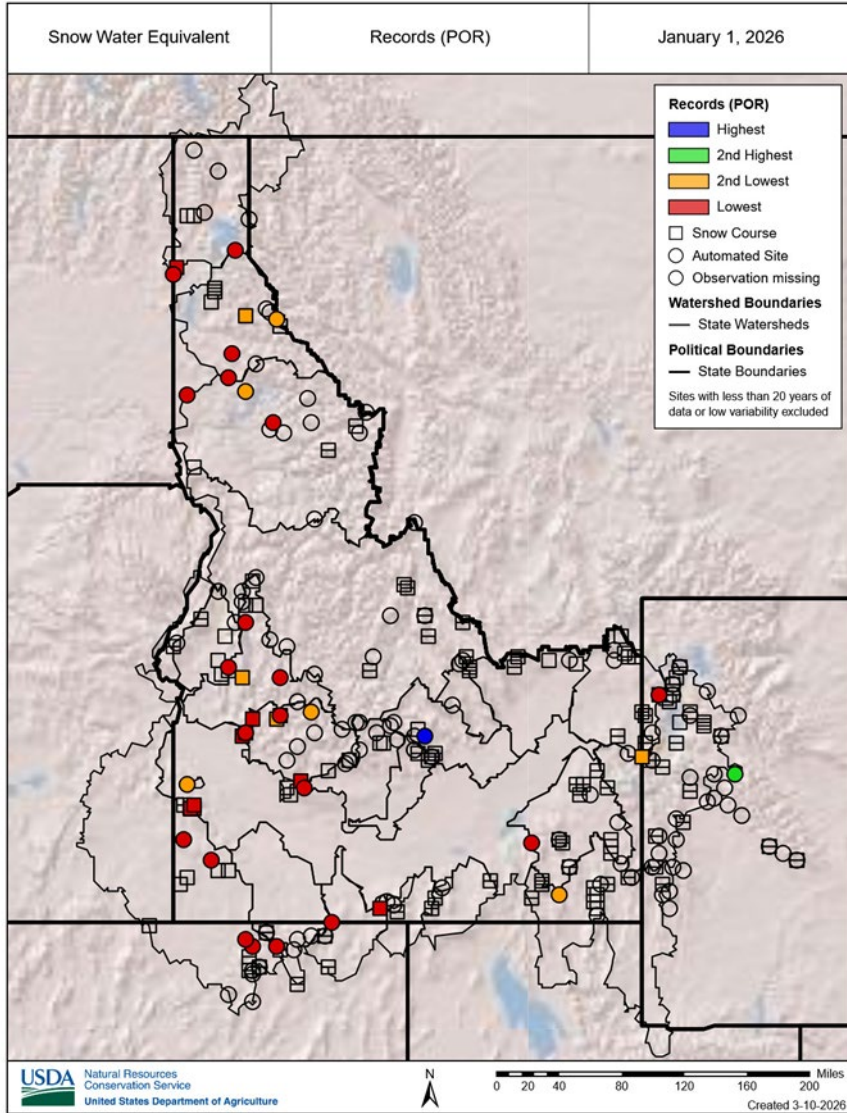 Snow Water Equivalent
Records (POR)
January 1, 2026
Records (POR)
Highest
2nd Highest
2nd Lowest
Lowest
Snow Course
Automated Site
Observation missing
Watershed Boundaries
State Watersheds
Political Boundaries
State Boundaries
Sites with less than 20 years of
data or low variability excluded
USDA
Natural Resources
Conservation Service
United States Department of Agriculture
N
Miles
0 20 40 80 120 160 200
Created 3-10-2026